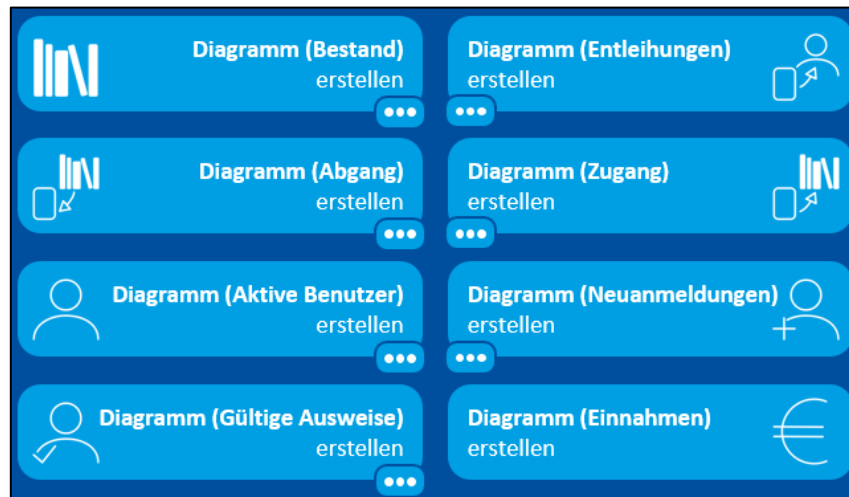 Diagramm (Bestand)
erstellen
Diagramm (Entleihungen)
erstellen
Diagramm (Abgang)
erstellen
Diagramm (Zugang)
erstellen
Diagramm (Aktive Benutzer)
erstellen
Diagramm (Neuanmeldungen)
erstellen
Diagramm (Gültige Ausweise)
erstellen
Diagramm (Einnahmen)
erstellen